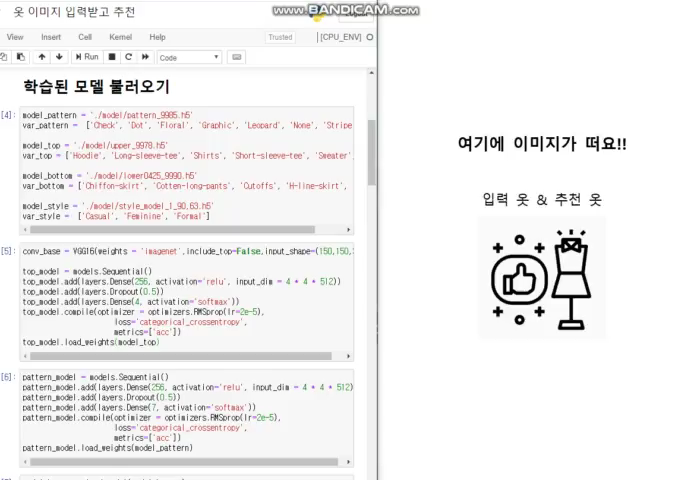 옷 이미지 입력받고 추천
www.BANDICAM.com
View Insert Cell Kernel Help
Trusted
[CPU_ENV]
Run
Code
학습된 모델 불러오기
[4]:
model_pattern = './model/pattern_9985.h5'
var_pattern = ['Check', 'Dot', 'Floral', 'Graphic', 'Leopard', 'None', 'Stripe
model_top = './model/upper_9978.h5'
var_top = ['Hoodie', 'Long-sleeve-tee', 'Shirts', 'Short-sleeve-tee', 'Sweater'
model_bottom = './model/lower0425_9990.h5'
var_bottom = ['Chiffon-skirt', 'Cotten-long-pants', 'Cutoffs', 'H-line-skirt',
model_style = './model/style_model_1_90.63.h5'
var_style = ['Casual', 'Feminine', 'Formal']
[5]:
conv_base = VGG16(weights = 'imagenet',include_top=False,input_shape=(150,150,
top_model = models.Sequential()
top_model.add(layers.Dense(256, activation='relu', input_dim = 4 * 4 * 512))
top_model.add(layers.Dropout(0.5))
top_model.add(layers.Dense(4, activation='softmax'))
top_model.compile(optimizer = optimizers.RMSprop(lr=2e-5),
loss='categorical_crossentropy',
metrics=['acc'])
top_model.load_weights(model_top)
[6]:
pattern_model = models.Sequential()
pattern_model.add(layers.Dense(256, activation='relu', input_dim = 4 * 4 * 512)
pattern_model.add(layers.Dropout(0.5))
pattern_model.add(layers.Dense(7, activation='softmax'))
pattern_model.compile(optimizer = optimizers.RMSprop(lr=2e-5),
loss='categorical_crossentropy',
metrics=['acc'])
pattern_model.load_weights(model_pattern)
여기에 이미지가 떠요!!
입력 옷 & 추천 옷